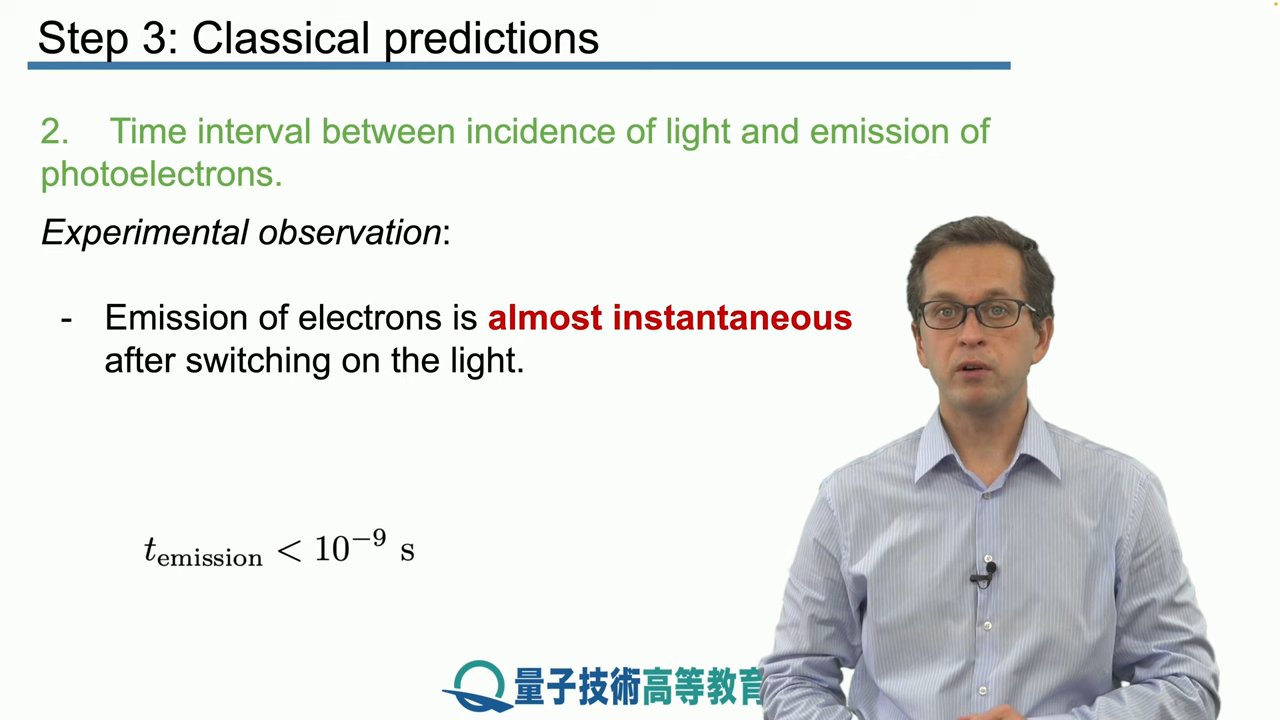 Step 3: Classical predictions
2. Time interval between incidence of light and emission of
photoelectrons.
Experimental observation:
- Emission of electrons is almost instantaneous
after switching on the light.
t_emission < 10^−9 s
量子技術高等教育